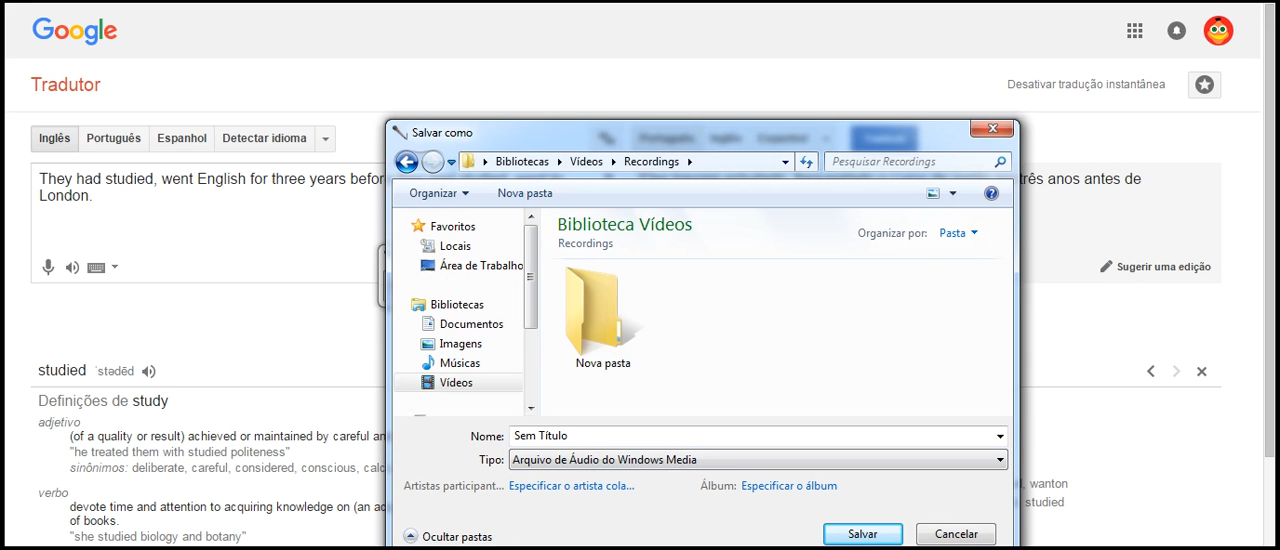 Google
Tradutor
Desativar tradução instantânea
Inglês Português Espanhol Detectar idioma
They had studied, went English for three years befor
London.
três anos antes de
Sugerir uma edição
studied ˈstədēd
Definições de study
adjetivo
(of a quality or result) achieved or maintained by careful an
"he treated them with studied politeness"
sinônimos: deliberate, careful, considered, conscious, calc
wanton
studied
verbo
devote time and attention to acquiring knowledge on (an ac
of books.
"she studied biology and botany"
Salvar como
Bibliotecas Vídeos Recordings
Pesquisar Recordings
Organizar Nova pasta
Favoritos
Locais
Área de Trabalho
Bibliotecas
Documentos
Imagens
Músicas
Vídeos
Biblioteca Vídeos
Recordings
Organizar por: Pasta
Nova pasta
Nome: Sem Título
Tipo: Arquivo de Áudio do Windows Media
Artistas participant... Especificar o artista cola...
Álbum: Especificar o álbum
Ocultar pastas
Salvar Cancelar